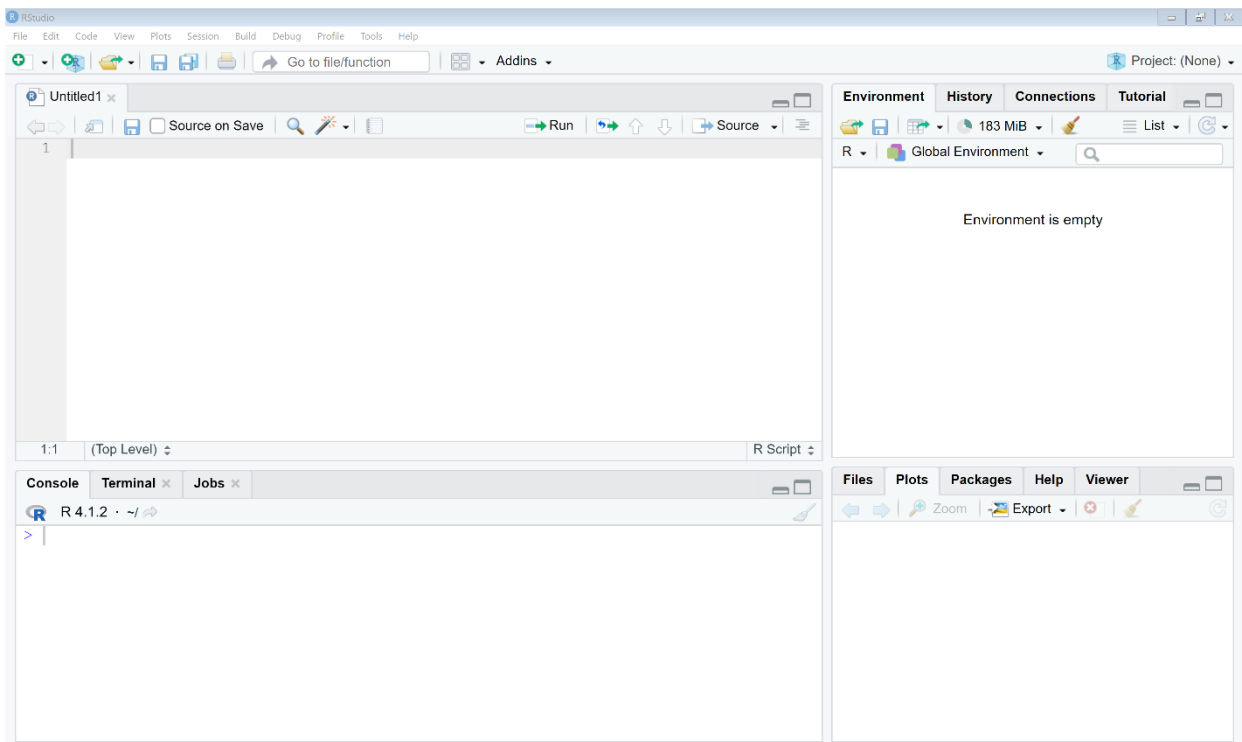 RStudio
File Edit Code View Plots Session Build Debug Profile Tools Help
Go to file/function Addins Project: (None)
Untitled1
Source on Save Run Source
1
1:1 (Top Level) R Script
Console Terminal Jobs
R 4.1.2 · ~/
>
Environment History Connections Tutorial
183 MiB List
R Global Environment
Environment is empty
Files Plots Packages Help Viewer
Zoom Export